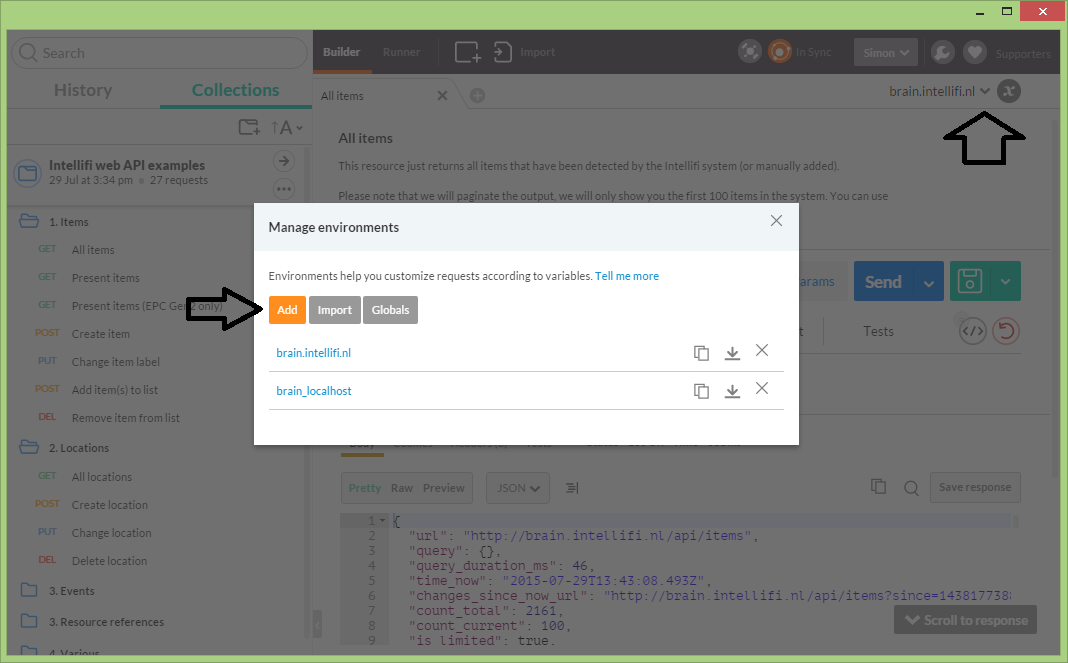 Search
Builder
Runner
Import
In Sync
Simon
Supporters
History
Collections
All items
brain.intellifi.nl
x
A
Intellifi web API examples
29 Jul at 3:34 pm
27 requests
All items
This resource just returns all items that have been detected by the Intellifi system (or manually added).
Please note that we will paginate the output, we will only show you the first 100 items in the system. You can use
1. Items
GET All items
GET Present items
GET Present items (EPC Gen2 only)
POST Create item
PUT Change item label
POST Add item(s) to list
DEL Remove item from list
2. Locations
GET All locations
POST Create location
PUT Change location
DEL Delete location
3. Events
3. Resource references
4. Various
Manage environments
Environments help you customize requests according to variables. Tell me more
Add
Import
Globals
brain.intellifi.nl
brain_localhost
Send
Tests
Pretty
Raw
Preview
JSON
Save response
1 {
2 "url": "http://brain.intellifi.nl/api/items",
3 "query": {},
4 "query_duration_ms": 46,
5 "time_now": "2015-07-29T13:43:08.493Z",
6 "changes_since_now_url": "http://brain.intellifi.nl/api/items?since=143817738
7 "count_total": 2161,
8 "count_current": 100,
9 "is_limited": true,
Scroll to response